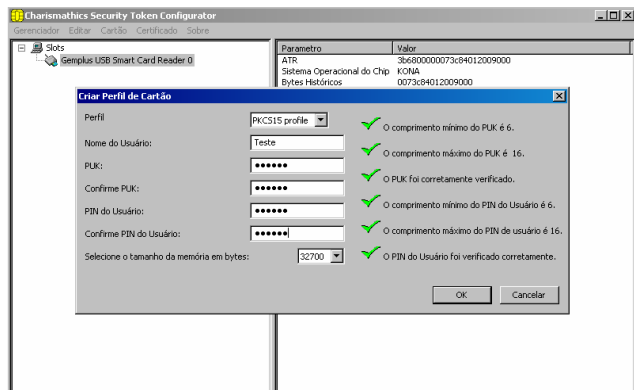 Charismathics Security Token Configurator
Gerenciador Editar Cartão Certificado Sobre
Slots
Gemplus USB Smart Card Reader 0
Parametro Valor
ATR 3b6800000073c84012009000
Sistema Operacional do Chip KONA
Bytes Históricos 0073c84012009000
Criar Perfil de Cartão
Perfil PKCS15 profile O comprimento mínimo do PUK é 6.
Nome do Usuário: Teste O comprimento máximo do PUK é 16.
PUK: •••••• O PUK foi corretamente verificado.
Confirme PUK: ••••••
PIN do Usuário: •••••• O comprimento mínimo do PIN do Usuário é 6.
Confirme PIN do Usuário: •••••• O comprimento máximo do PIN de usuário é 16.
Selecione o tamanho da memória em bytes: 32700 O PIN do Usuário foi verificado corretamente.
OK Cancelar